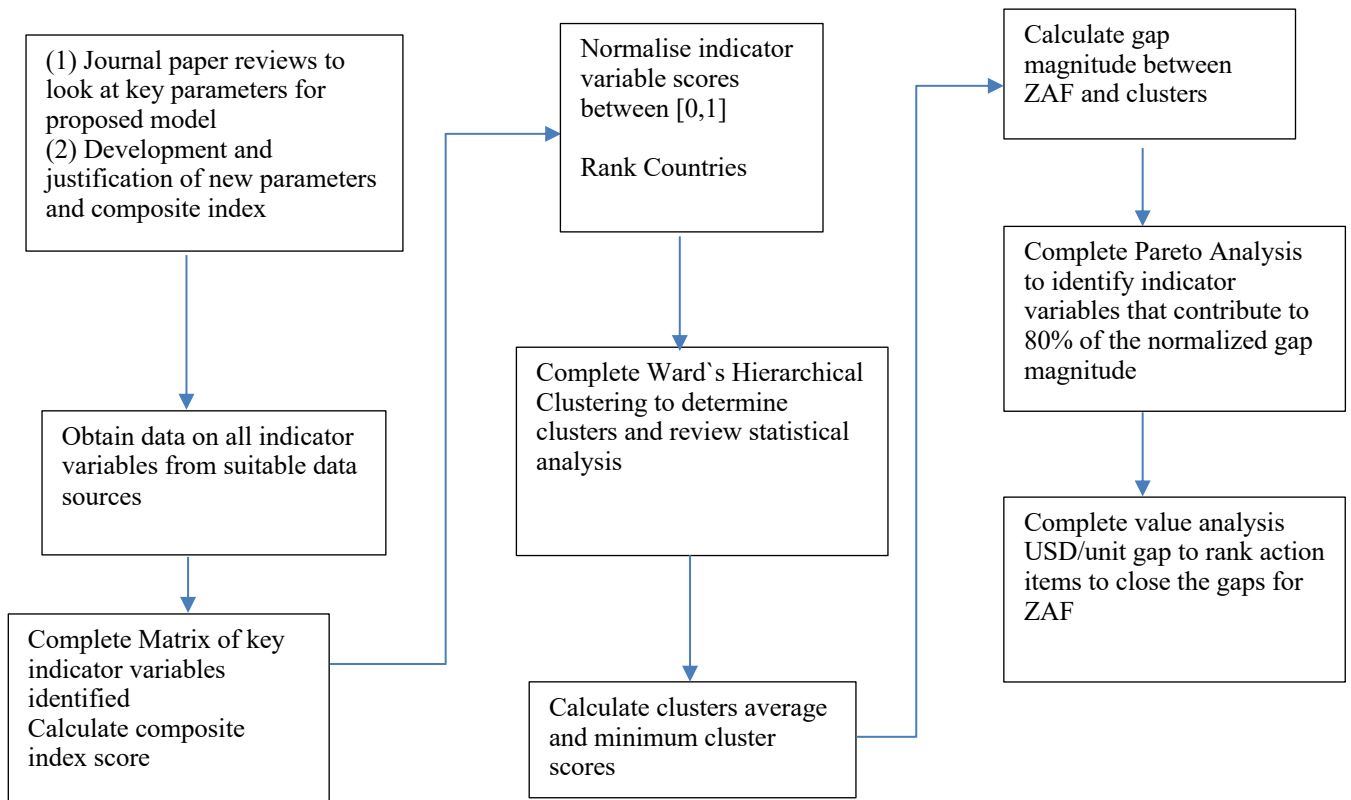 (1) Journal paper reviews to
look at key parameters for
proposed model
(2) Development and
justification of new parameters
and composite index
Obtain data on all indicator
variables from suitable data
sources
Complete Matrix of key
indicator variables
identified
Calculate composite
index score
Normalise indicator
variable scores
between [0,1]
Rank Countries
Complete Ward`s Hierarchical
Clustering to determine
clusters and review statistical
analysis
Calculate clusters average
and minimum cluster
scores
Calculate gap
magnitude between
ZAF and clusters
Complete Pareto Analysis
to identify indicator
variables that contribute to
80% of the normalized gap
magnitude
Complete value analysis
USD/unit gap to rank action
items to close the gaps for
ZAF